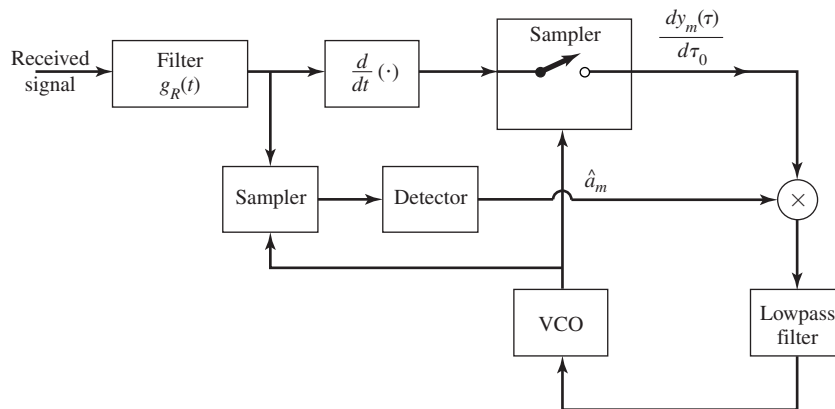 Received
signal
Filter
g_R(t)
d/dt (·)
Sampler
dy_m(τ)/dτ_0
Sampler
Detector
â_m
×
VCO
Lowpass
filter